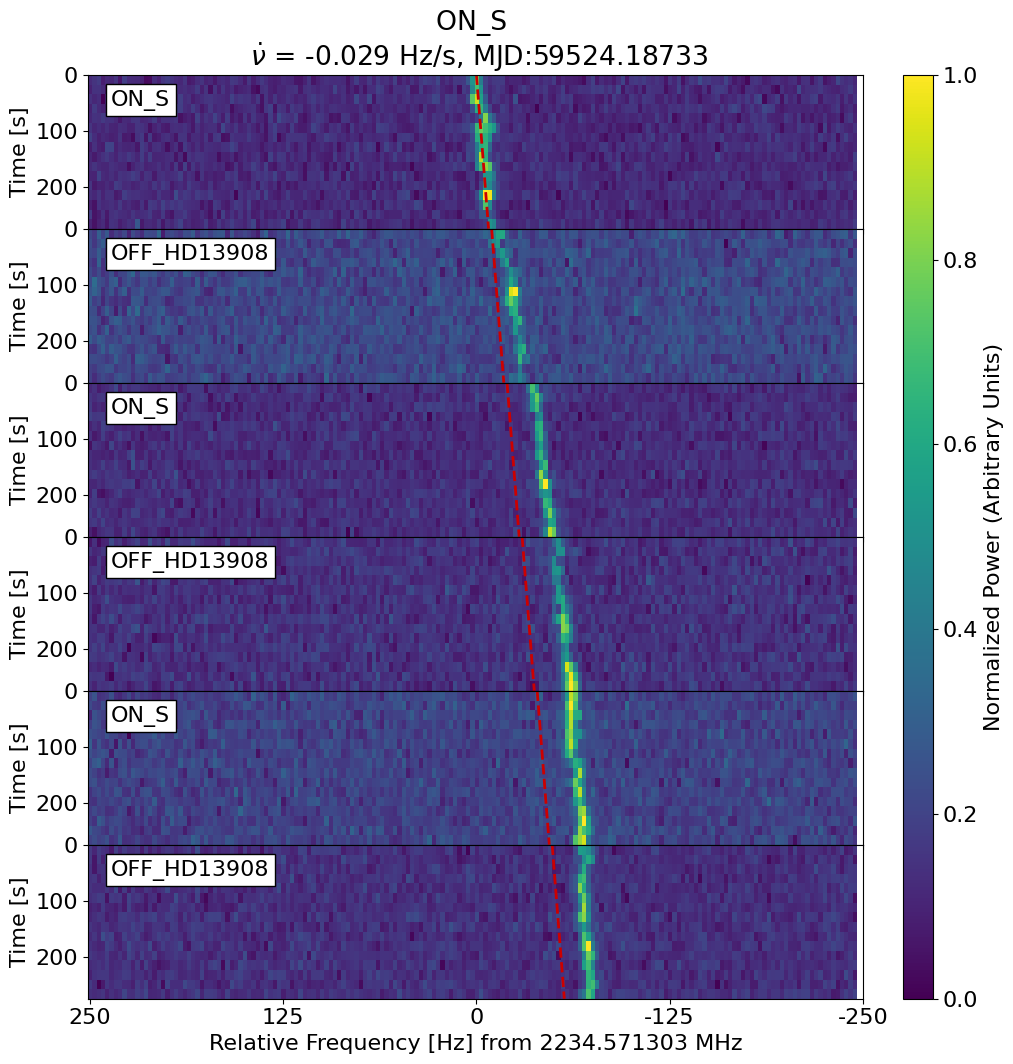 ON_S
ν̇ = -0.029 Hz/s, MJD:59524.18733
0
ON_S
100
Time [s]
200
0
OFF_HD13908
100
Time [s]
200
0
ON_S
100
Time [s]
200
0
OFF_HD13908
100
Time [s]
200
0
ON_S
100
Time [s]
200
0
OFF_HD13908
100
Time [s]
200
250 125 0 -125 -250
Relative Frequency [Hz] from 2234.571303 MHz
1.0
0.8
0.6
0.4
0.2
0.0
Normalized Power (Arbitrary Units)